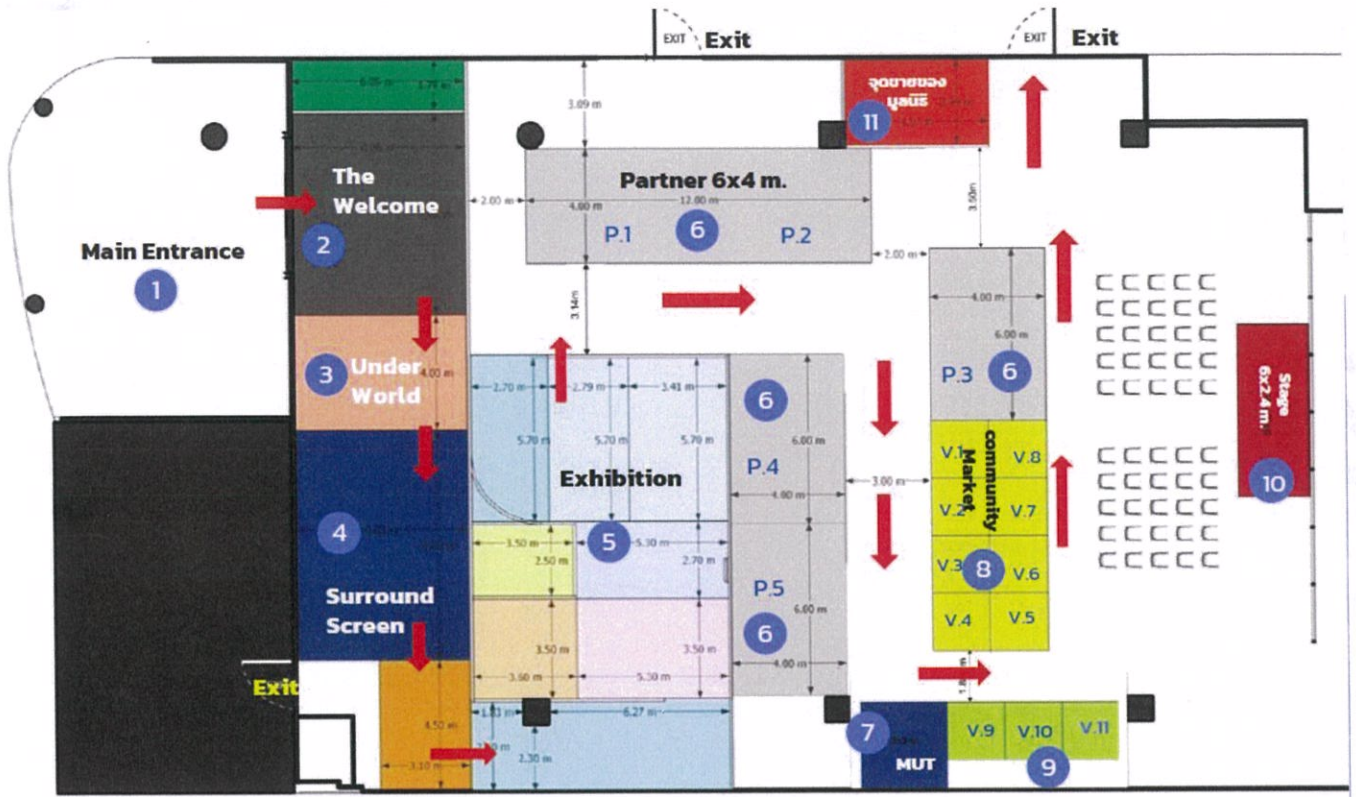 EXIT Exit
EXIT Exit
6.05 m
3.09 m
จุดขายของ
มูลนิธิ
11
The
Welcome
2
Main Entrance
1
Partner 6x4 m.
2.00 m
4.00 m
12.00 m
P.1
6
P.2
3.50m
2.00 m
3.14m
4.00 m
6.00 m
P.3
6
3
Under
World
4.00 m
2.70 m
2.79 m
3.41 m
5.70 m
5.70 m
5.70 m
6
6.00 m
P.4
4.00 m
3.00 m
Exhibition
5
community
Market
V.1
V.8
V.2
V.7
V.3
8
V.6
V.4
V.5
Stage
6x2.4 m.
10
4
Surround
Screen
3.50 m
5.30 m
2.50 m
2.70 m
P.5
6.00 m
6
4.00 m
3.50 m
3.50 m
3.60 m
5.30 m
Exit
4.50 m
3.10 m
6.27 m
2.30 m
7
MUT
V.9
V.10
V.11
9